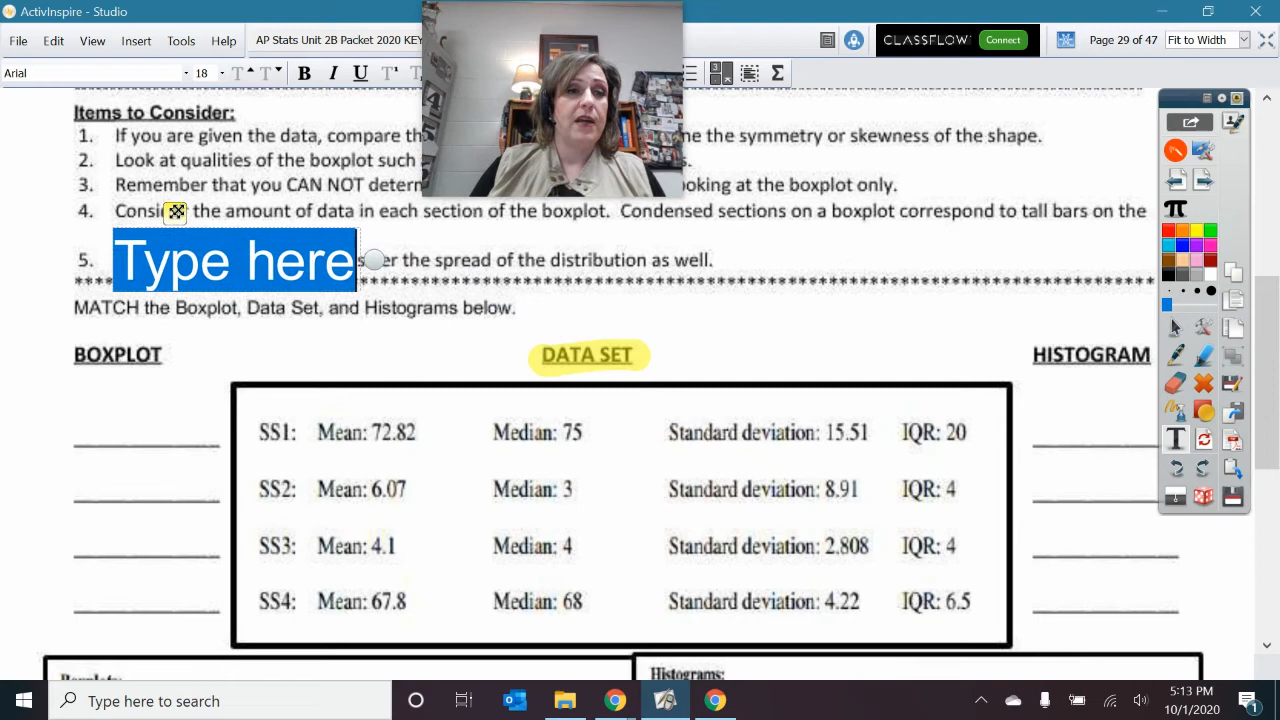 ActivInspire - Studio
File Edit View Insert Tools Help AP Stats Unit 2B Packet 2020 KEY CLASSFLOW Connect Page 29 of 47 Fit to Width
Arial 18 B I U
Items to Consider:
1. If you are given the data, compare the symmetry or skewness of the shape.
2. Look at qualities of the boxplot such
3. Remember that you CAN NOT looking at the boxplot only.
4. Consider the amount of data in each section of the boxplot. Condensed sections on a boxplot correspond to tall bars on the
Type here
5. the spread of the distribution as well.
MATCH the Boxplot, Data Set, and Histograms below.
BOXPLOT DATA SET HISTOGRAM
SS1: Mean: 72.82 Median: 75 Standard deviation: 15.51 IQR: 20
SS2: Mean: 6.07 Median: 3 Standard deviation: 8.91 IQR: 4
SS3: Mean: 4.1 Median: 4 Standard deviation: 2.808 IQR: 4
SS4: Mean: 67.8 Median: 68 Standard deviation: 4.22 IQR: 6.5
Histograms:
Type here to search
5:13 PM
10/1/2020